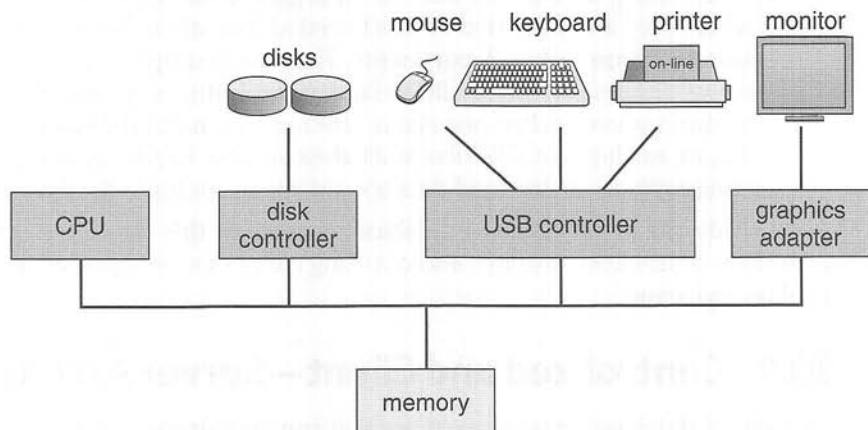 mouse
keyboard
printer
monitor
disks
on-line
CPU
disk
controller
USB controller
graphics
adapter
memory